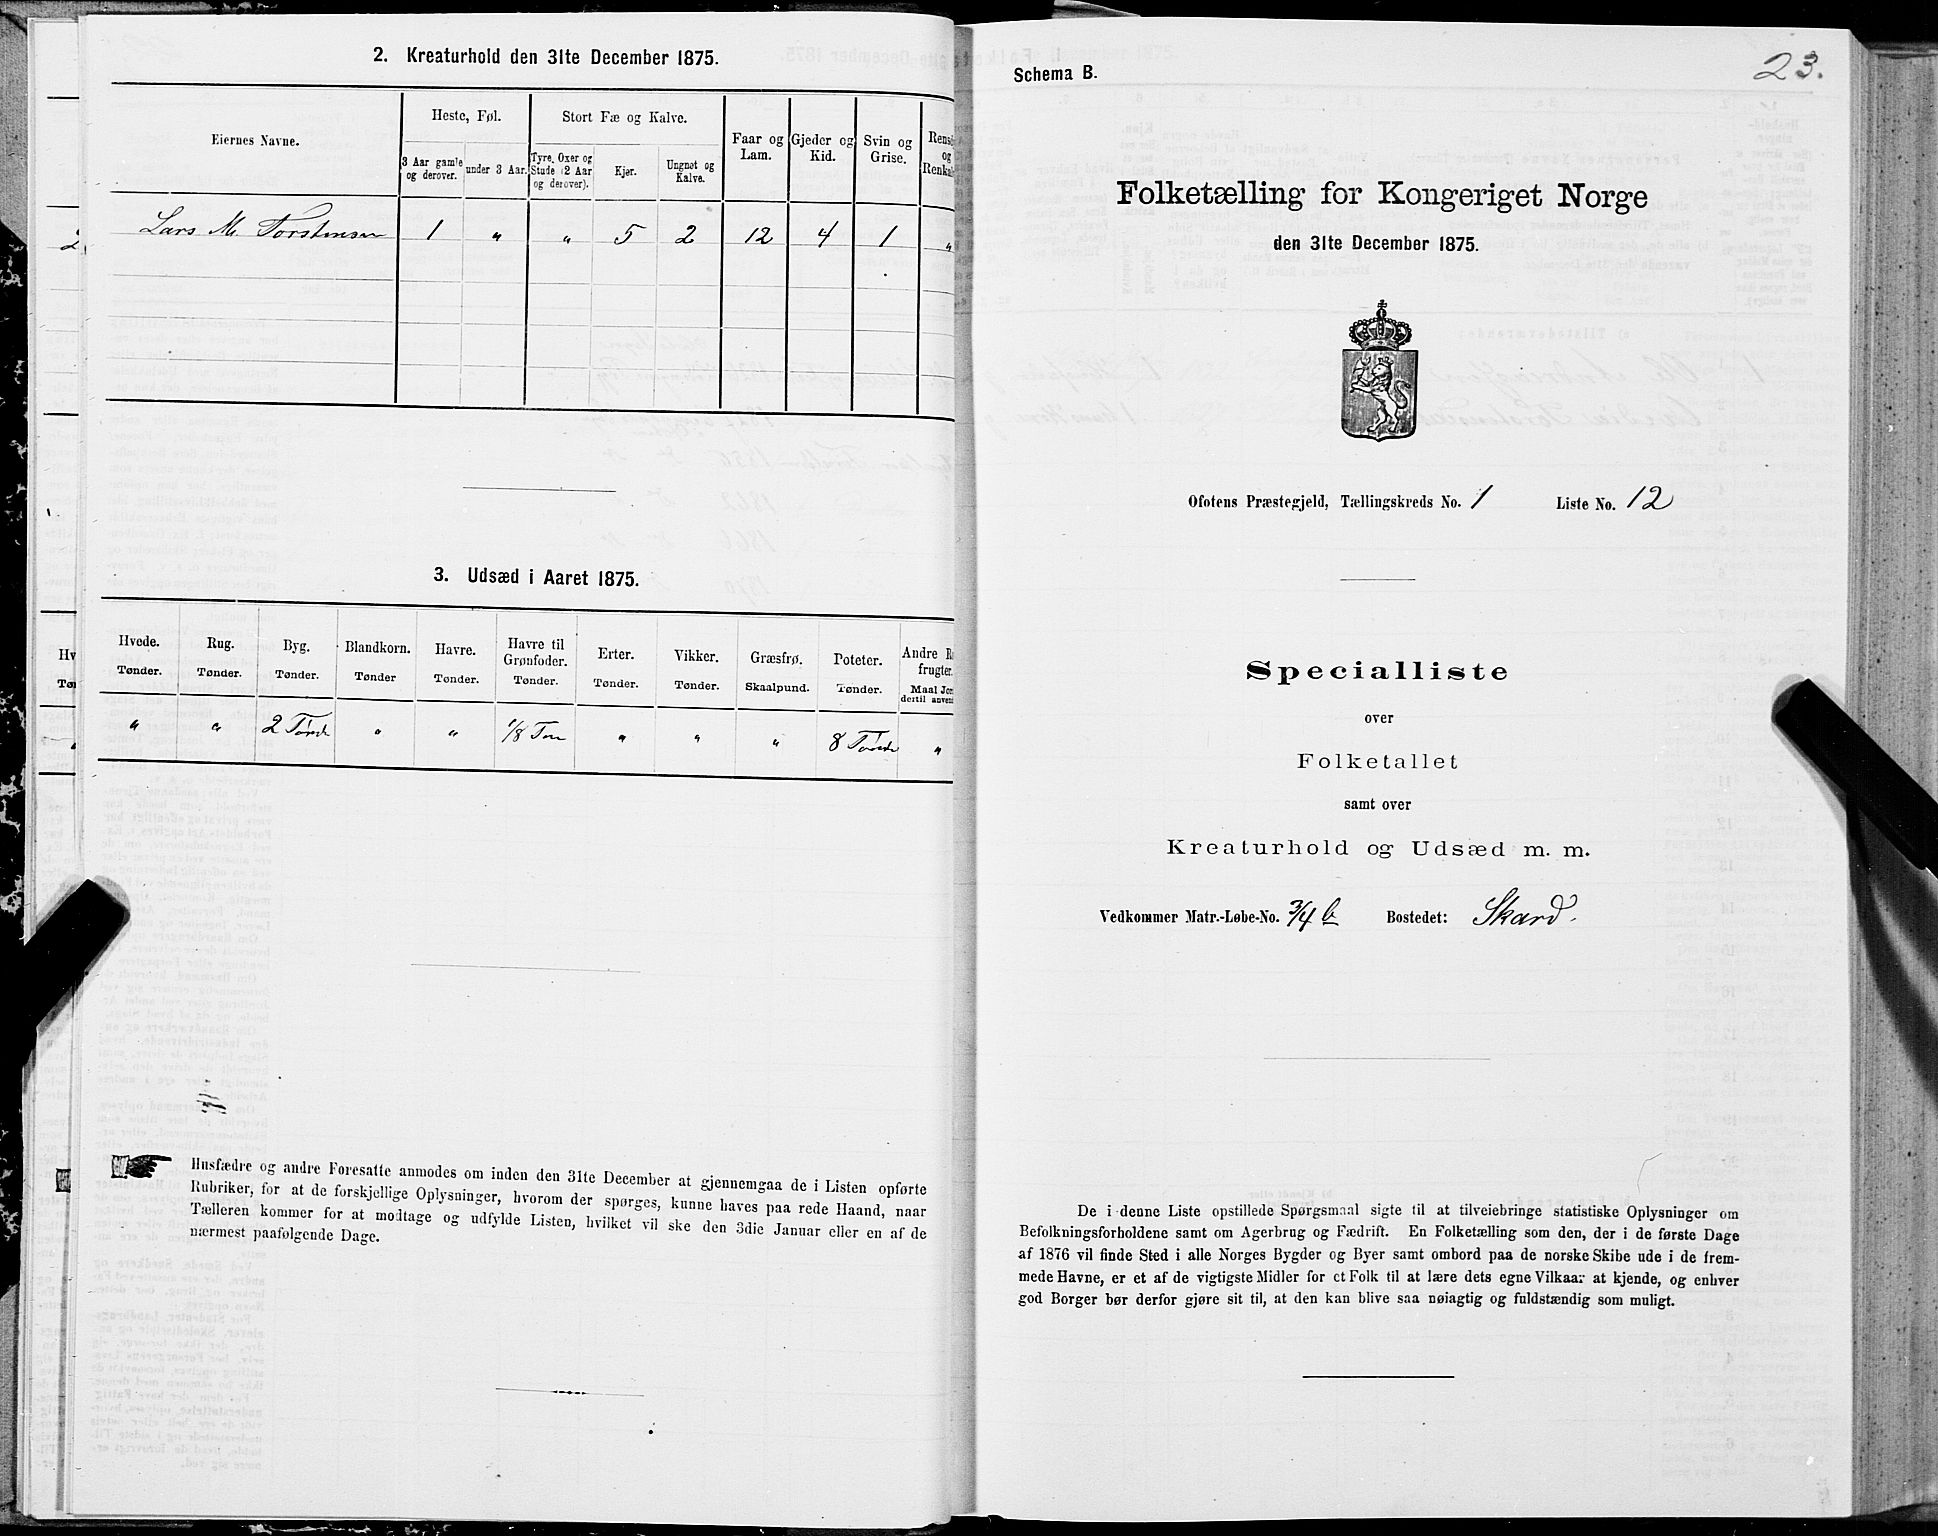 2. Kreaturhold den 31te December 1875.
Eiernes Navne.
Heste, Føl.
Stort Fæ og Kalve.
Faar og Lam.
Gjeder og Kid.
Svin og Grise.
3 Aar gamle og derover.
under 3 Aar.
Tyre, Oxer og Stude (2 Aar og derover).
Kjør.
Ungnøt og Kalve.
Lars M. Torstensen 1 " " 5 2 12 4 1 "
3. Udsæd i Aaret 1875.
Hvede. Rug. Byg. Blandkorn. Havre. Havre til Grønfoder. Erter. Vikker. Græsfrø. Poteter. Andre
Tønder. Tønder. Tønder. Tønder Tønder. Tønder. Tønder. Tønder. Skaalpund. Tønder. Maal
" " 2 Tønde " " 1/8 Tøn " " " 8 Tønde "
Husfædre og andre Foresatte anmodes om inden den 31te December at gjennemgaa de i Listen opførte
Rubriker, for at de forskjellige Oplysninger, hvorom der spørges, kunne haves paa rede Haand, naar
Tælleren kommer for at modtage og udfylde Listen, hvilket vil ske den 3die Januar eller en af de
nærmest paafølgende Dage.
Schema B.
23.
Folketælling for Kongeriget Norge
den 31te December 1875.
Ofotens Præstegjeld, Tællingskreds No. 1 Liste No. 12
Specialliste
over
Folketallet
samt over
Kreaturhold og Udsæd m. m.
Vedkommer Matr.-Løbe-No. 3/4 b Bostedet: Skard.
De i denne Liste opstillede Spørgsmaal sigte til at tilveiebringe statistiske Oplysninger om
Befolkningsforholdene samt om Agerbrug og Fædrift. En Folketælling som den, der i de første Dage
af 1876 vil finde Sted i alle Norges Bygder og Byer samt ombord paa de norske Skibe ude i de frem-
mede Havne, er et af de vigtigste Midler for et Folk til at lære dets egne Vilkaar at kjende, og enhver
god Borger bør derfor gjøre sit til, at den kan blive saa nøiagtig og fuldstændig som muligt.